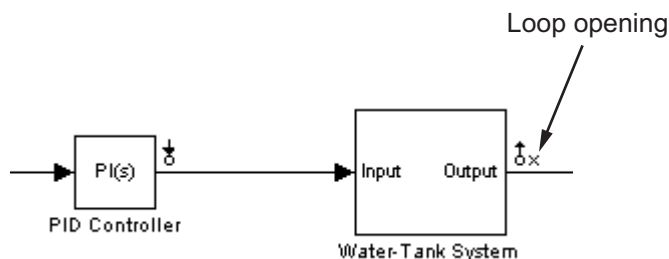 Loop opening
PI(s)
Input Output
x
PID Controller
Water-Tank System